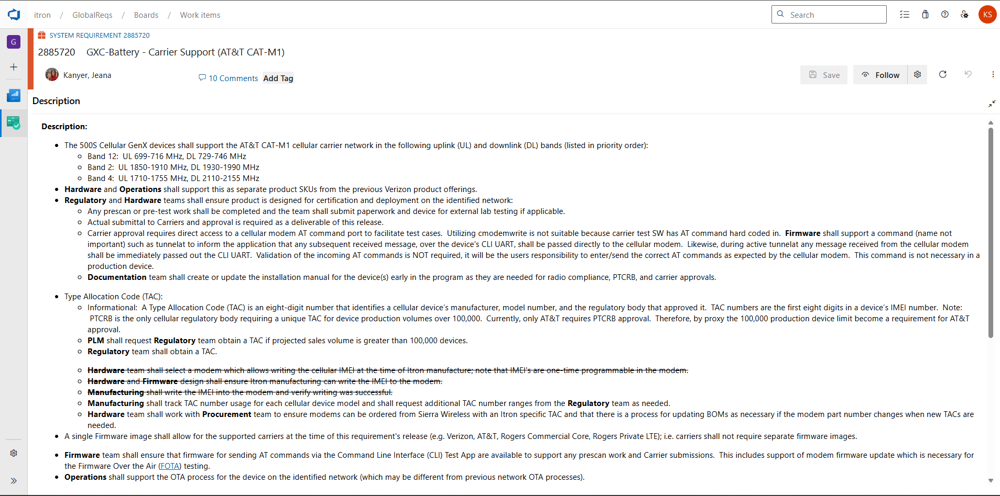 itron / GlobalReqs / Boards / Work items
Search
KS
G
SYSTEM REQUIREMENT 2885720
2885720 GXC-Battery - Carrier Support (AT&T CAT-M1)
Kanyer, Jeana
10 Comments Add Tag
Save Follow
Description
Description:
The 500S Cellular GenX devices shall support the AT&T CAT-M1 cellular carrier network in the following uplink (UL) and downlink (DL) bands (listed in priority order):
Band 12: UL 699-716 MHz, DL 729-746 MHz
Band 2: UL 1850-1910 MHz, DL 1930-1990 MHz
Band 4: UL 1710-1755 MHz, DL 2110-2155 MHz
Hardware and Operations shall support this as separate product SKUs from the previous Verizon product offerings.
Regulatory and Hardware teams shall ensure product is designed for certification and deployment on the identified network:
Any prescan or pre-test work shall be completed and the team shall submit paperwork and device for external lab testing if applicable.
Actual submittal to Carriers and approval is required as a deliverable of this release.
Carrier approval requires direct access to a cellular modem AT command port to facilitate test cases. Utilizing cmodemwrite is not suitable because carrier test SW has AT command hard coded in. Firmware shall support a command (name not
important) such as tunnelat to inform the application that any subsequent received message, over the device's CLI UART, shall be passed directly to the cellular modem. Likewise, during active tunnelat any message received from the cellular modem
shall be immediately passed out the CLI UART. Validation of the incoming AT commands is NOT required, it will be the users responsibility to enter/send the correct AT commands as expected by the cellular modem. This command is not necessary in a
production device.
Documentation team shall create or update the installation manual for the device(s) early in the program as they are needed for radio compliance, PTCRB, and carrier approvals.
Type Allocation Code (TAC):
Informational: A Type Allocation Code (TAC) is an eight-digit number that identifies a cellular device's manufacturer, model number, and the regulatory body that approved it. TAC numbers are the first eight digits in a device's IMEI number. Note:
PTCRB is the only cellular regulatory body requiring a unique TAC for device production volumes over 100,000. Currently, only AT&T requires PTCRB approval. Therefore, by proxy the 100,000 production device limit become a requirement for AT&T
approval.
PLM shall request Regulatory team obtain a TAC if projected sales volume is greater than 100,000 devices.
Regulatory team shall obtain a TAC.
Hardware team shall select a modem which allows writing the cellular IMEI at the time of Itron manufacture; note that IMEI's are one-time programmable in the modem.
Hardware and Firmware design shall ensure Itron manufacturing can write the IMEI to the modem.
Manufacturing shall write the IMEI into the modem and verify writing was successful.
Manufacturing shall track TAC number usage for each cellular device model and shall request additional TAC number ranges from the Regulatory team as needed.
Hardware team shall work with Procurement team to ensure modems can be ordered from Sierra Wireless with an Itron specific TAC and that there is a process for updating BOMs as necessary if the modem part number changes when new TACs are
needed.
A single Firmware image shall allow for the supported carriers at the time of this requirement's release (e.g. Verizon, AT&T, Rogers Commercial Core, Rogers Private LTE); i.e. carriers shall not require separate firmware images.
Firmware team shall ensure that firmware for sending AT commands via the Command Line Interface (CLI) Test App are available to support any prescan work and Carrier submissions. This includes support of modem firmware update which is necessary for
the Firmware Over the Air (FOTA) testing.
Operations shall support the OTA process for the device on the identified network (which may be different from previous network OTA processes).